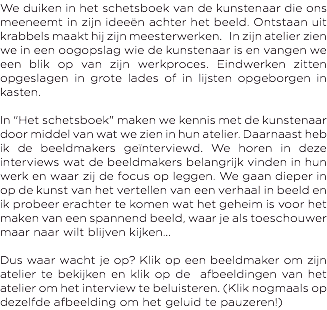 We duiken in het schetsboek van de kunstenaar die ons
meeneemt in zijn ideeën achter het beeld. Ontstaan uit
krabbels maakt hij zijn meesterwerken. In zijn atelier zien
we in een oogopslag wie de kunstenaar is en vangen we
een blik op van zijn werkproces. Eindwerken zitten
opgeslagen in grote lades of in lijsten opgeborgen in
kasten.

In “Het schetsboek” maken we kennis met de kunstenaar
door middel van wat we zien in hun atelier. Daarnaast heb
ik de beeldmakers geïnterviewd. We horen in deze
interviews wat de beeldmakers belangrijk vinden in hun
werk en waar zij de focus op leggen. We gaan dieper in
op de kunst van het vertellen van een verhaal in beeld en
ik probeer erachter te komen wat het geheim is voor het
maken van een spannend beeld, waar je als toeschouwer
maar naar wilt blijven kijken...

Dus waar wacht je op? Klik op een beeldmaker om zijn
atelier te bekijken en klik op de afbeeldingen van het
atelier om het interview te beluisteren. (Klik nogmaals op
dezelfde afbeelding om het geluid te pauzeren!)